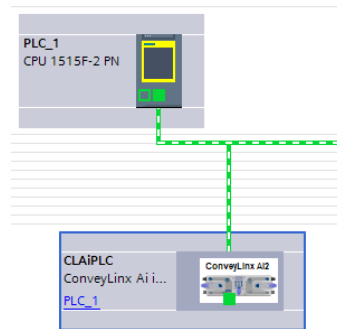 PLC_1
CPU 1515F-2 PN
CLAiPLC
ConveyLinx Ai i...
PLC_1
ConveyLinx Ai2